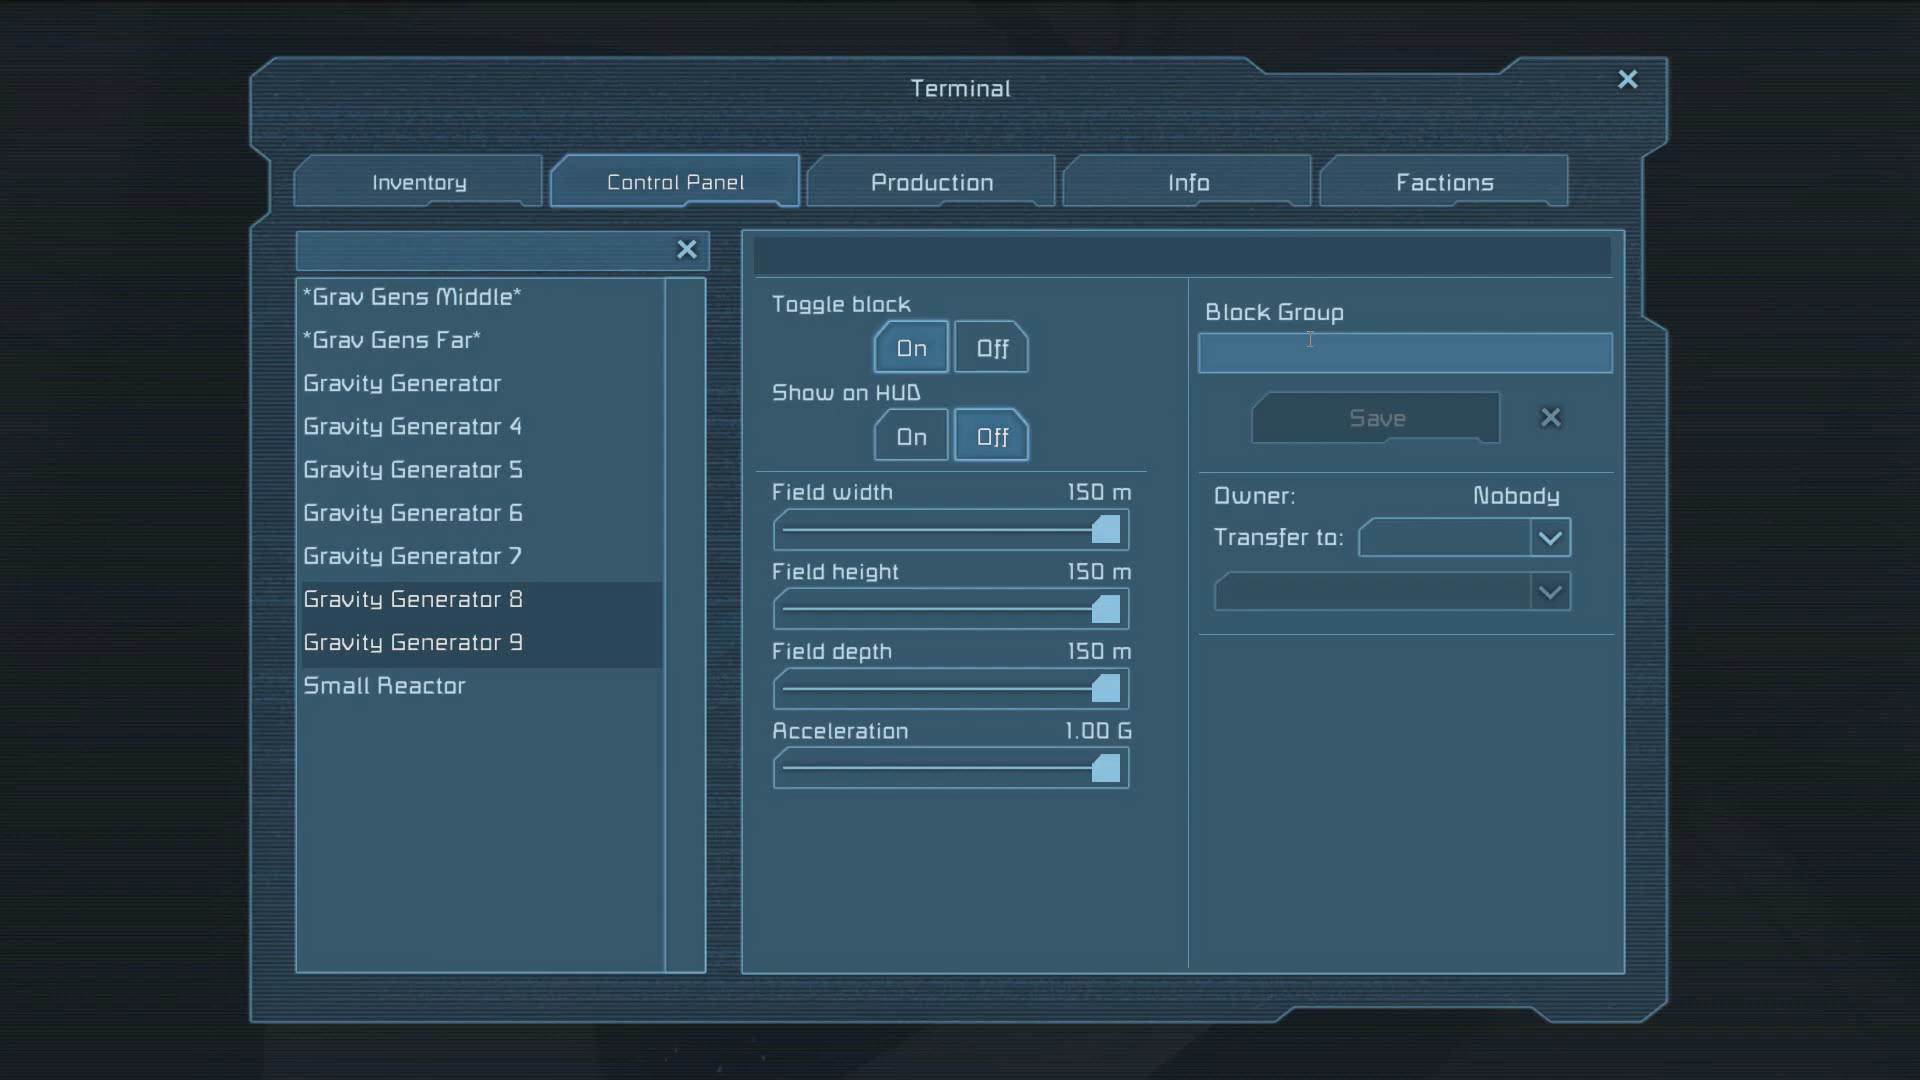 Terminal
Inventory
Control Panel
Production
Info
Factions
*Grav Gens Middle*
*Grav Gens Far*
Gravity Generator
Gravity Generator 4
Gravity Generator 5
Gravity Generator 6
Gravity Generator 7
Gravity Generator 8
Gravity Generator 9
Small Reactor
Toggle block
On Off
Show on HUD
On Off
Field width 150 m
Field height 150 m
Field depth 150 m
Acceleration 1.00 G
Block Group
Save
Owner: Nobody
Transfer to: